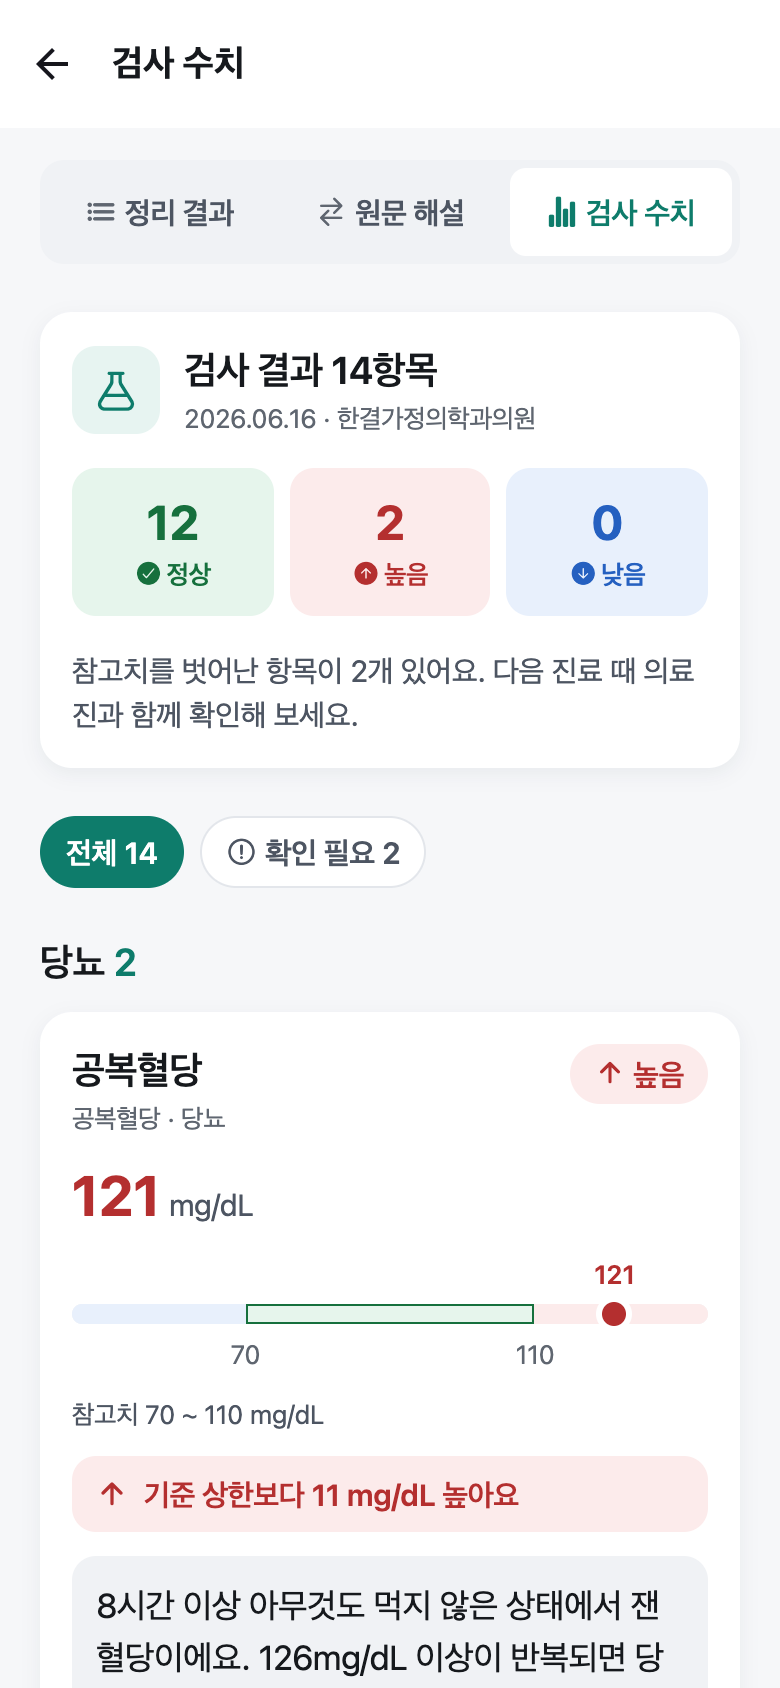 검사 수치
정리 결과
원문 해설
검사 수치
검사 결과 14항목
2026.06.16 · 한결가정의학과의원
12
정상
2
높음
0
낮음
참고치를 벗어난 항목이 2개 있어요. 다음 진료 때 의료
진과 함께 확인해 보세요.
전체 14
확인 필요 2
당뇨 2
공복혈당
높음
공복혈당 · 당뇨
121 mg/dL
121
70
110
참고치 70 ~ 110 mg/dL
기준 상한보다 11 mg/dL 높아요
8시간 이상 아무것도 먹지 않은 상태에서 잰
혈당이에요. 126mg/dL 이상이 반복되면 당